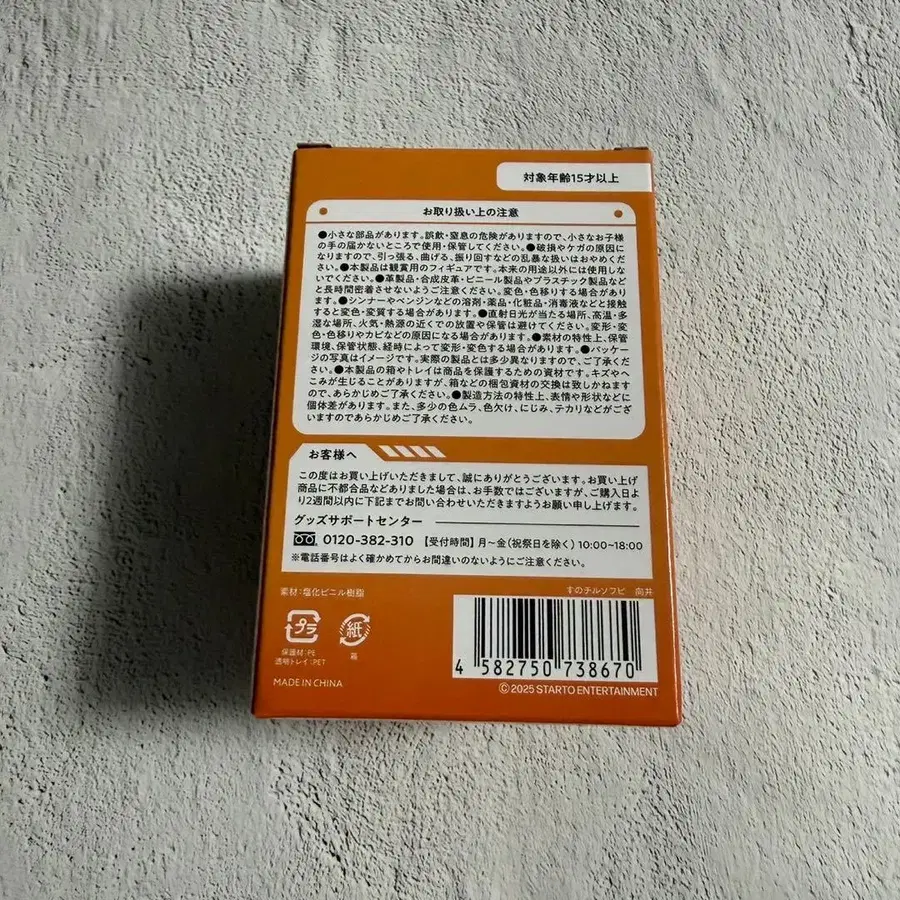 対象年齢15才以上
お取り扱い上の注意
●小さな部品があります。誤飲・窒息の危険がありますので、小さなお子様
の手の届かないところで使用・保管してください。●破損やケガの原因に
なりますので、引っ張る、曲げる、振り回すなどの乱暴な扱いはおやめくださ
い。●本製品は観賞用のフィギュアです。本来の用途以外には使用しな
いでください。●革製品・合成皮革・ビニール製品やプラスチック製品など
と長時間密着させないようご注意ください。変色・色移りする場合があり
ます。●シンナーやベンジンなどの溶剤・薬品・化粧品・消毒液などと接触
すると変色・変質する場合があります。●直射日光が当たる場所、高温・多
湿な場所、火気・熱源の近くでの放置や保管は避けてください。変形・変
色・色移りやカビなどの原因になる場合があります。●素材の特性上、保管
環境、保管状態、経時によって変形・変色する場合があります。●パッケー
ジの写真はイメージです。実際の製品とは多少異なりますので、ご了承くだ
さい。●本製品の箱やトレイは商品を保護するための資材です。キズやへ
こみが生じることがありますが、箱などの梱包資材の交換は致しかねます
ので、あらかじめご了承ください。●製造方法の特性上、表情や形状などに
個体差があります。また、多少の色ムラ、色欠け、にじみ、テカリなどがござ
いますのであらかじめご了承ください。
お客様へ
この度はお買い上げいただきまして、誠にありがとうございます。お買い上げ
商品に不都合品などありました場合は、お手数ではございますが、ご購入日よ
り2週間以内に下記までお問い合わせいただきますようお願い申し上げます。
グッズサポートセンター
0120-382-310 【受付時間】月~金(祝祭日を除く)10:00~18:00
※電話番号はよく確かめてからお間違いのないようにご注意ください。
素材:塩化ビニル樹脂
すのチルソフビ 向井
プラ
紙
保護材:PE
透明トレイ:PET
箱
MADE IN CHINA
4 582750 738670
©2025 STARTO ENTERTAINMENT